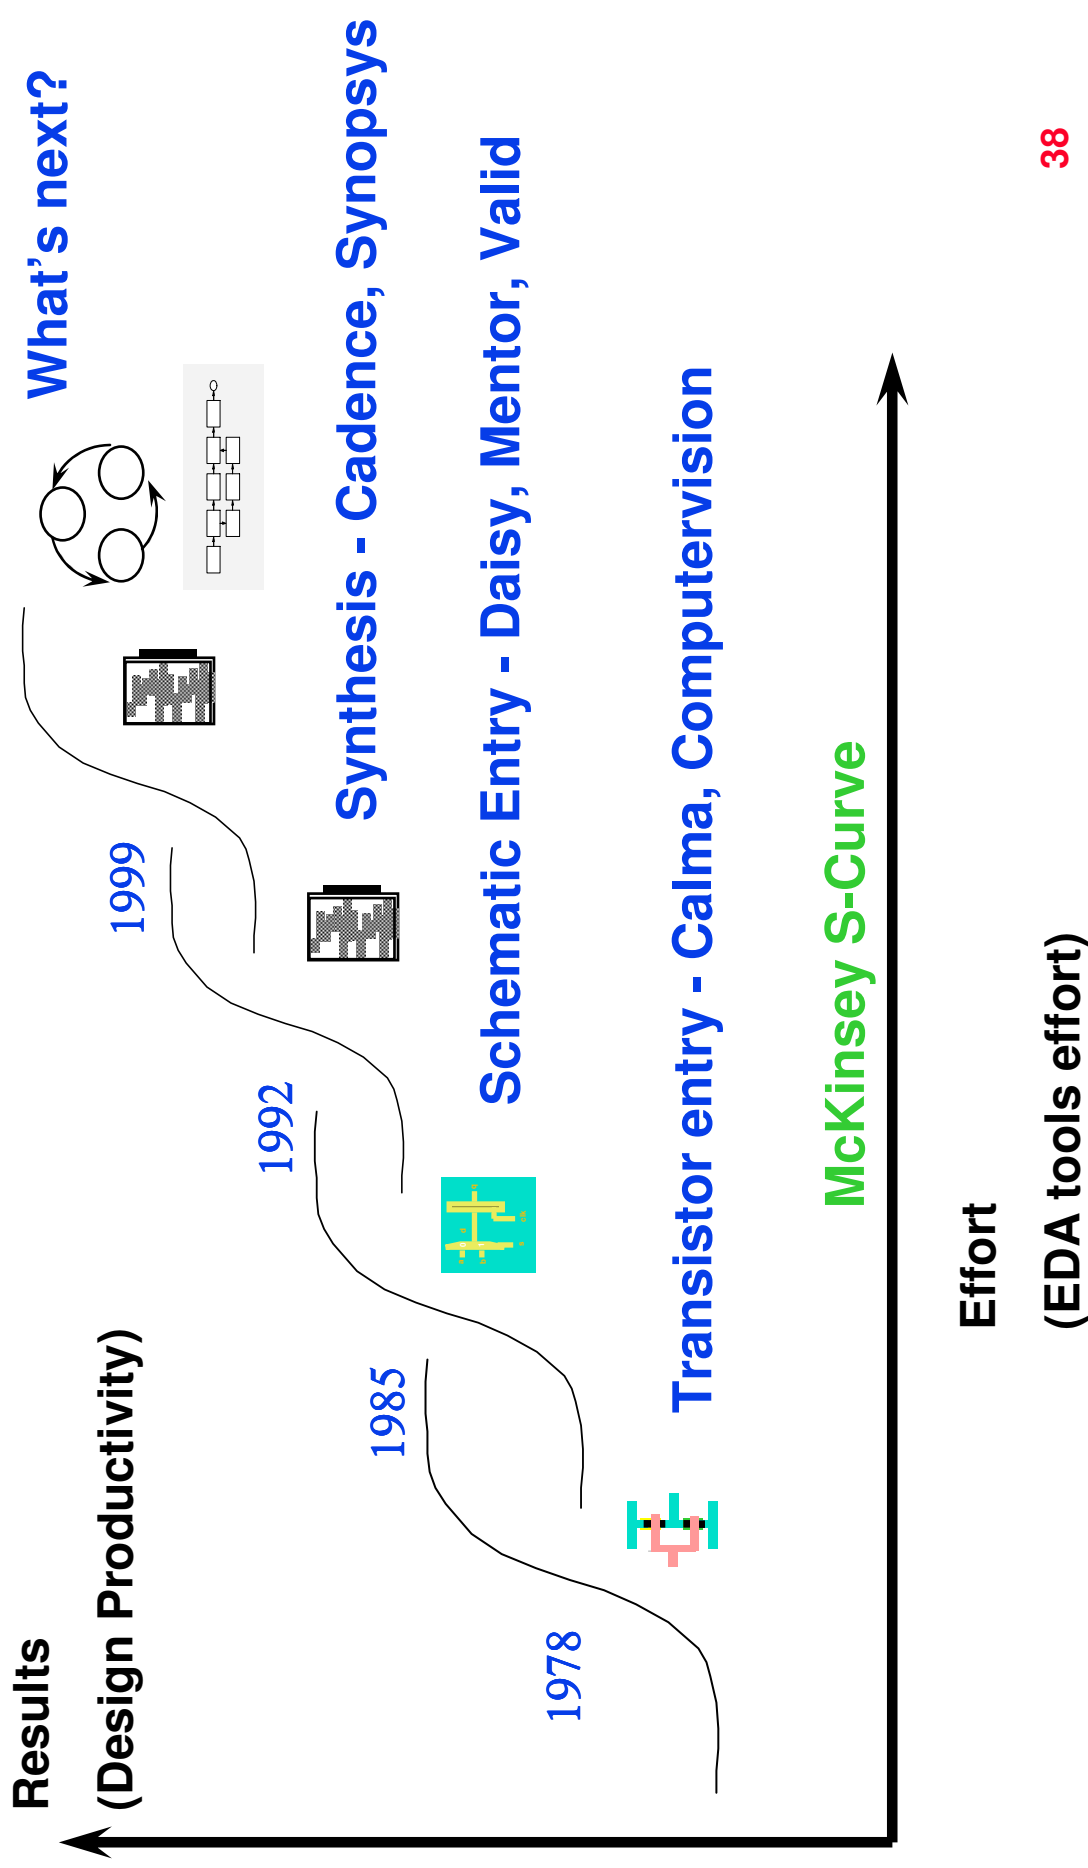 Results
(Design Productivity)
What's next?
1999
Synthesis - Cadence, Synopsys
1992
Schematic Entry - Daisy, Mentor, Valid
1985
Transistor entry - Calma, Computervision
1978
McKinsey S-Curve
Effort
(EDA tools effort)
38